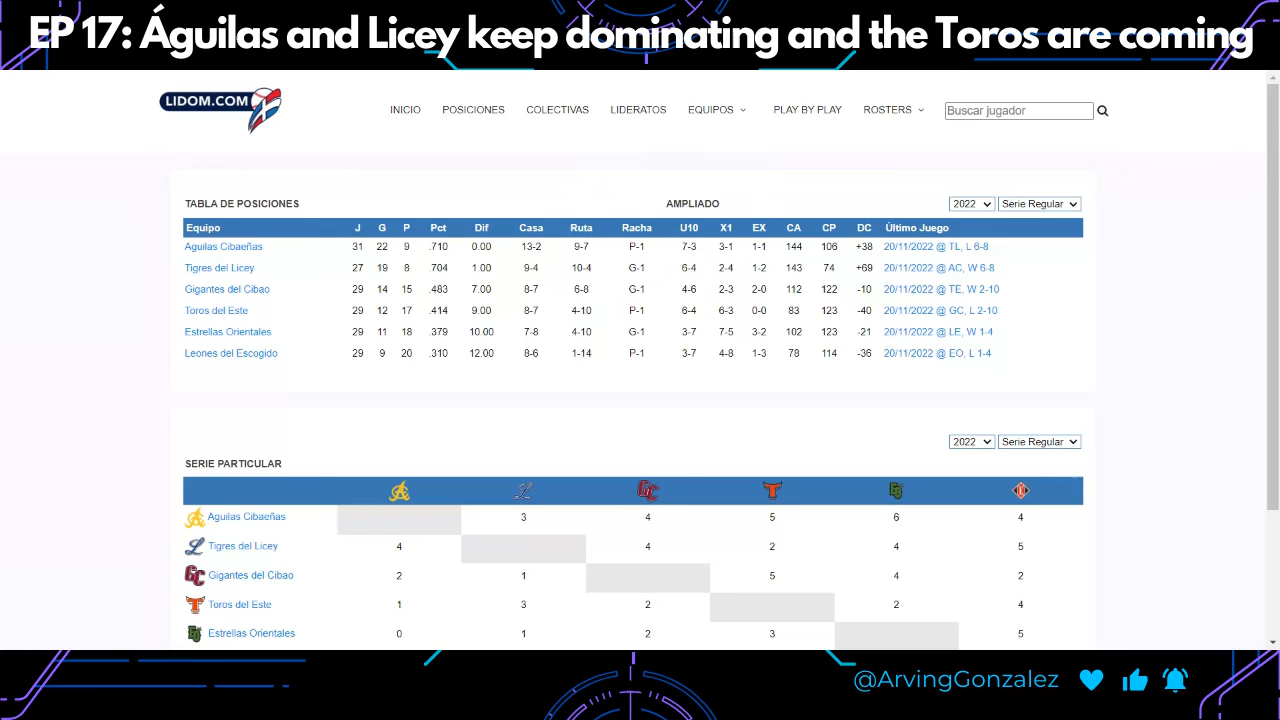 EP 17: Águilas and Licey keep dominating and the Toros are coming
LIDOM.COM
INICIO POSICIONES COLECTIVAS LIDERATOS EQUIPOS PLAY BY PLAY ROSTERS Buscar jugador
TABLA DE POSICIONES AMPLIADO 2022 Serie Regular
Equipo J G P Pct Dif Casa Ruta Racha U10 X1 EX CA CP DC Último Juego
Aguilas Cibaeñas 31 22 9 .710 0.00 13-2 9-7 P-1 7-3 3-1 1-1 144 106 +38 20/11/2022 @ TL, L 6-8
Tigres del Licey 27 19 8 .704 1.00 9-4 10-4 G-1 6-4 2-4 1-2 143 74 +69 20/11/2022 @ AC, W 6-8
Gigantes del Cibao 29 14 15 .483 7.00 8-7 6-8 G-1 4-6 2-3 2-0 112 122 -10 20/11/2022 @ TE, W 2-10
Toros del Este 29 12 17 .414 9.00 8-7 4-10 P-1 6-4 6-3 0-0 83 123 -40 20/11/2022 @ GC, L 2-10
Estrellas Orientales 29 11 18 .379 10.00 7-8 4-10 G-1 3-7 7-5 3-2 102 123 -21 20/11/2022 @ LE, W 1-4
Leones del Escogido 29 9 20 .310 12.00 8-6 1-14 P-1 3-7 4-8 1-3 78 114 -36 20/11/2022 @ EO, L 1-4
2022 Serie Regular
SERIE PARTICULAR
Aguilas Cibaeñas 3 4 5 6 4
Tigres del Licey 4 4 2 4 5
Gigantes del Cibao 2 1 5 4 2
Toros del Este 1 3 2 2 4
Estrellas Orientales 0 1 2 3 5
@ArvingGonzalez